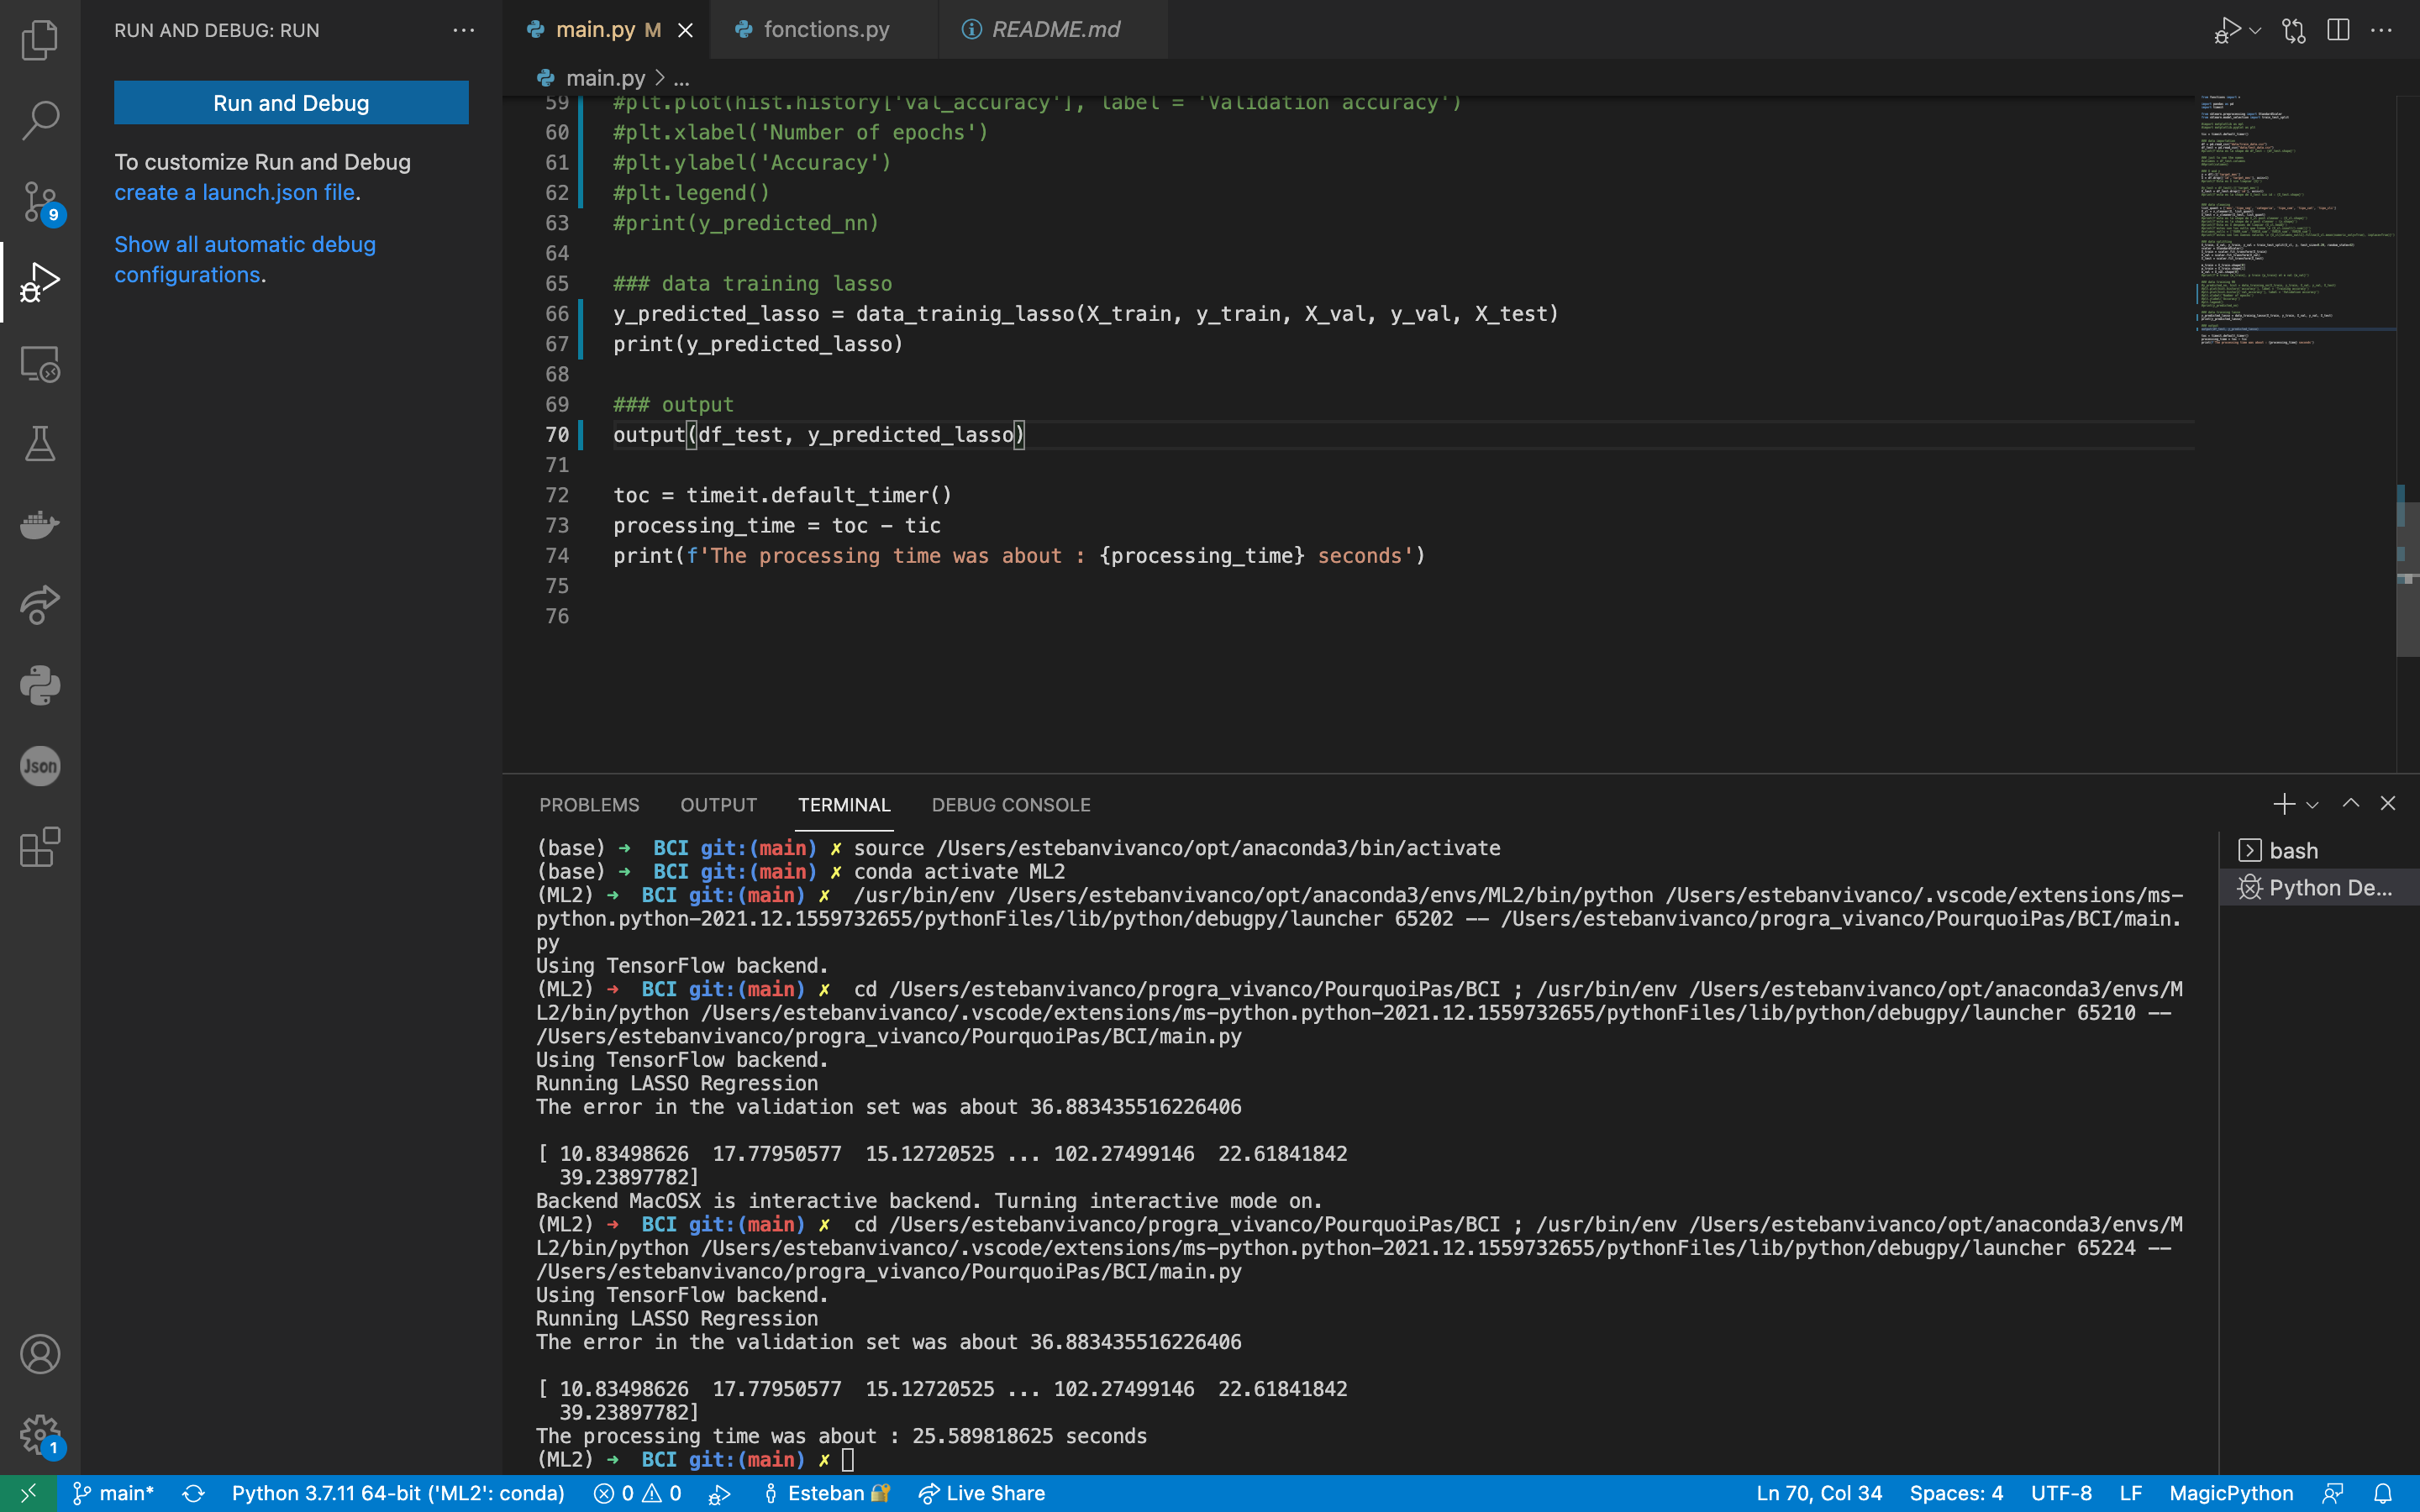 RUN AND DEBUG: RUN
Run and Debug
To customize Run and Debug
create a launch.json file.
Show all automatic debug
configurations.
9
Json
1
main.py M
fonctions.py
README.md
main.py > ...
59 #plt.plot(hist.history['val_accuracy'], label = 'Validation accuracy')
60 #plt.xlabel('Number of epochs')
61 #plt.ylabel('Accuracy')
62 #plt.legend()
63 #print(y_predicted_nn)
64
65 ### data training lasso
66 y_predicted_lasso = data_trainig_lasso(X_train, y_train, X_val, y_val, X_test)
67 print(y_predicted_lasso)
68
69 ### output
70 output(df_test, y_predicted_lasso)
71
72 toc = timeit.default_timer()
73 processing_time = toc - tic
74 print(f'The processing time was about : {processing_time} seconds')
75
76
PROBLEMS OUTPUT TERMINAL DEBUG CONSOLE
(base) ➜ BCI git:(main) ✗ source /Users/estebanvivanco/opt/anaconda3/bin/activate
(base) ➜ BCI git:(main) ✗ conda activate ML2
(ML2) ➜ BCI git:(main) ✗ /usr/bin/env /Users/estebanvivanco/opt/anaconda3/envs/ML2/bin/python /Users/estebanvivanco/.vscode/extensions/ms-
python.python-2021.12.1559732655/pythonFiles/lib/python/debugpy/launcher 65202 -- /Users/estebanvivanco/progra_vivanco/PourquoiPas/BCI/main.
py
Using TensorFlow backend.
(ML2) ➜ BCI git:(main) ✗ cd /Users/estebanvivanco/progra_vivanco/PourquoiPas/BCI ; /usr/bin/env /Users/estebanvivanco/opt/anaconda3/envs/M
L2/bin/python /Users/estebanvivanco/.vscode/extensions/ms-python.python-2021.12.1559732655/pythonFiles/lib/python/debugpy/launcher 65210 --
/Users/estebanvivanco/progra_vivanco/PourquoiPas/BCI/main.py
Using TensorFlow backend.
Running LASSO Regression
The error in the validation set was about 36.883435516226406
[ 10.83498626 17.77950577 15.12720525 ... 102.27499146 22.61841842
39.23897782]
Backend MacOSX is interactive backend. Turning interactive mode on.
(ML2) ➜ BCI git:(main) ✗ cd /Users/estebanvivanco/progra_vivanco/PourquoiPas/BCI ; /usr/bin/env /Users/estebanvivanco/opt/anaconda3/envs/M
L2/bin/python /Users/estebanvivanco/.vscode/extensions/ms-python.python-2021.12.1559732655/pythonFiles/lib/python/debugpy/launcher 65224 --
/Users/estebanvivanco/progra_vivanco/PourquoiPas/BCI/main.py
Using TensorFlow backend.
Running LASSO Regression
The error in the validation set was about 36.883435516226406
[ 10.83498626 17.77950577 15.12720525 ... 102.27499146 22.61841842
39.23897782]
The processing time was about : 25.589818625 seconds
(ML2) ➜ BCI git:(main) ✗
bash
Python De...
main* Python 3.7.11 64-bit ('ML2': conda) 0 0 Esteban Live Share Ln 70, Col 34 Spaces: 4 UTF-8 LF MagicPython